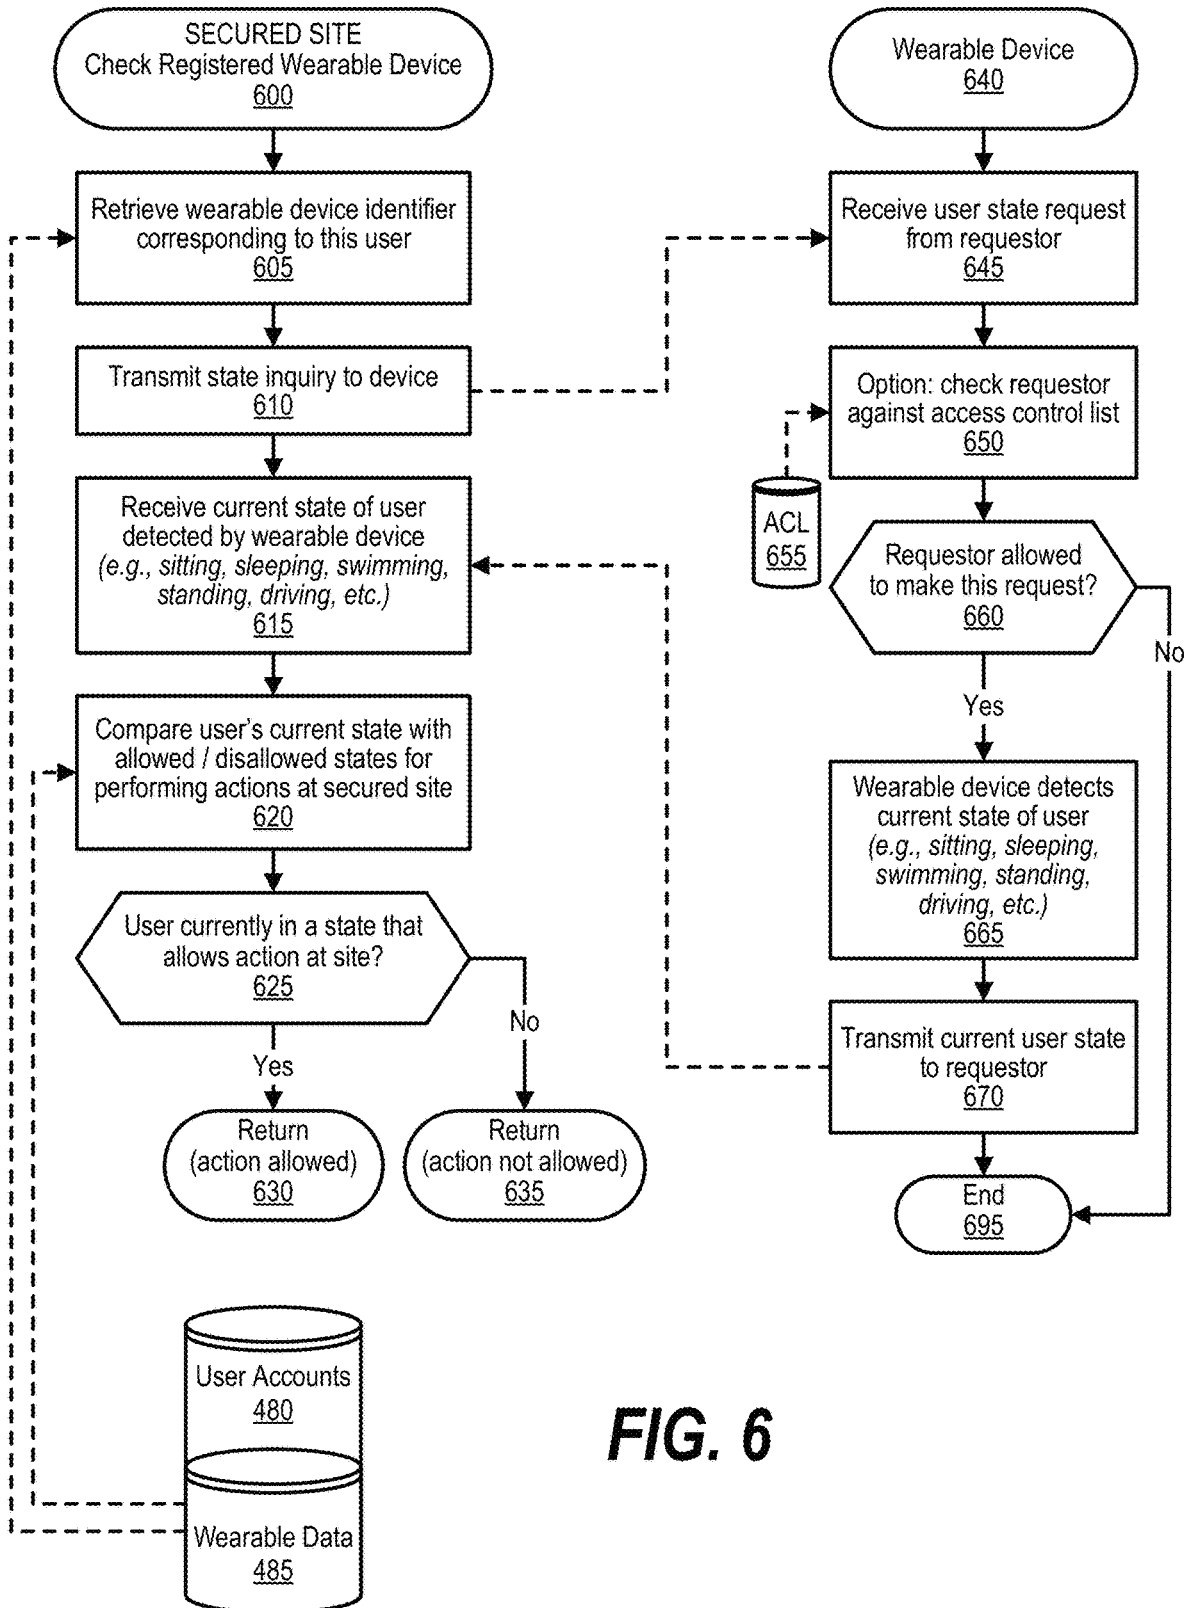 SECURED SITE
Check Registered Wearable Device
600
Retrieve wearable device identifier
corresponding to this user
605
Transmit state inquiry to device
610
Receive current state of user
detected by wearable device
(e.g., sitting, sleeping, swimming,
standing, driving, etc.)
615
Compare user's current state with
allowed / disallowed states for
performing actions at secured site
620
User currently in a state that
allows action at site?
625
No
Yes
Return
(action allowed)
630
Return
(action not allowed)
635
User Accounts
480
Wearable Data
485
Wearable Device
640
Receive user state request
from requestor
645
Option: check requestor
against access control list
650
ACL
655
Requestor allowed
to make this request?
660
No
Yes
Wearable device detects
current state of user
(e.g., sitting, sleeping,
swimming, standing,
driving, etc.)
665
Transmit current user state
to requestor
670
End
695
FIG. 6